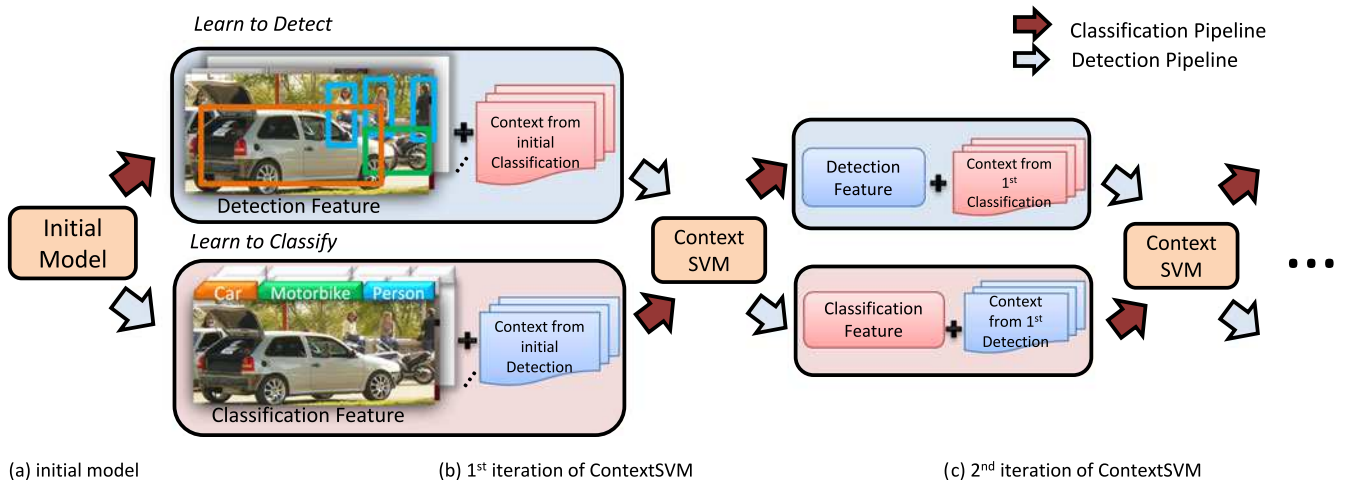 Learn to Detect
Classification Pipeline
Detection Pipeline
Context from
initial
Classification
Detection Feature
Initial
Model
Learn to Classify
Car
Motorbike
Person
Context from
initial
Detection
Classification Feature
Context
SVM
Detection
Feature
Context from
1st
Classification
Classification
Feature
Context
from 1st
Detection
Context
SVM
...
(a) initial model
(b) 1st iteration of ContextSVM
(c) 2nd iteration of ContextSVM